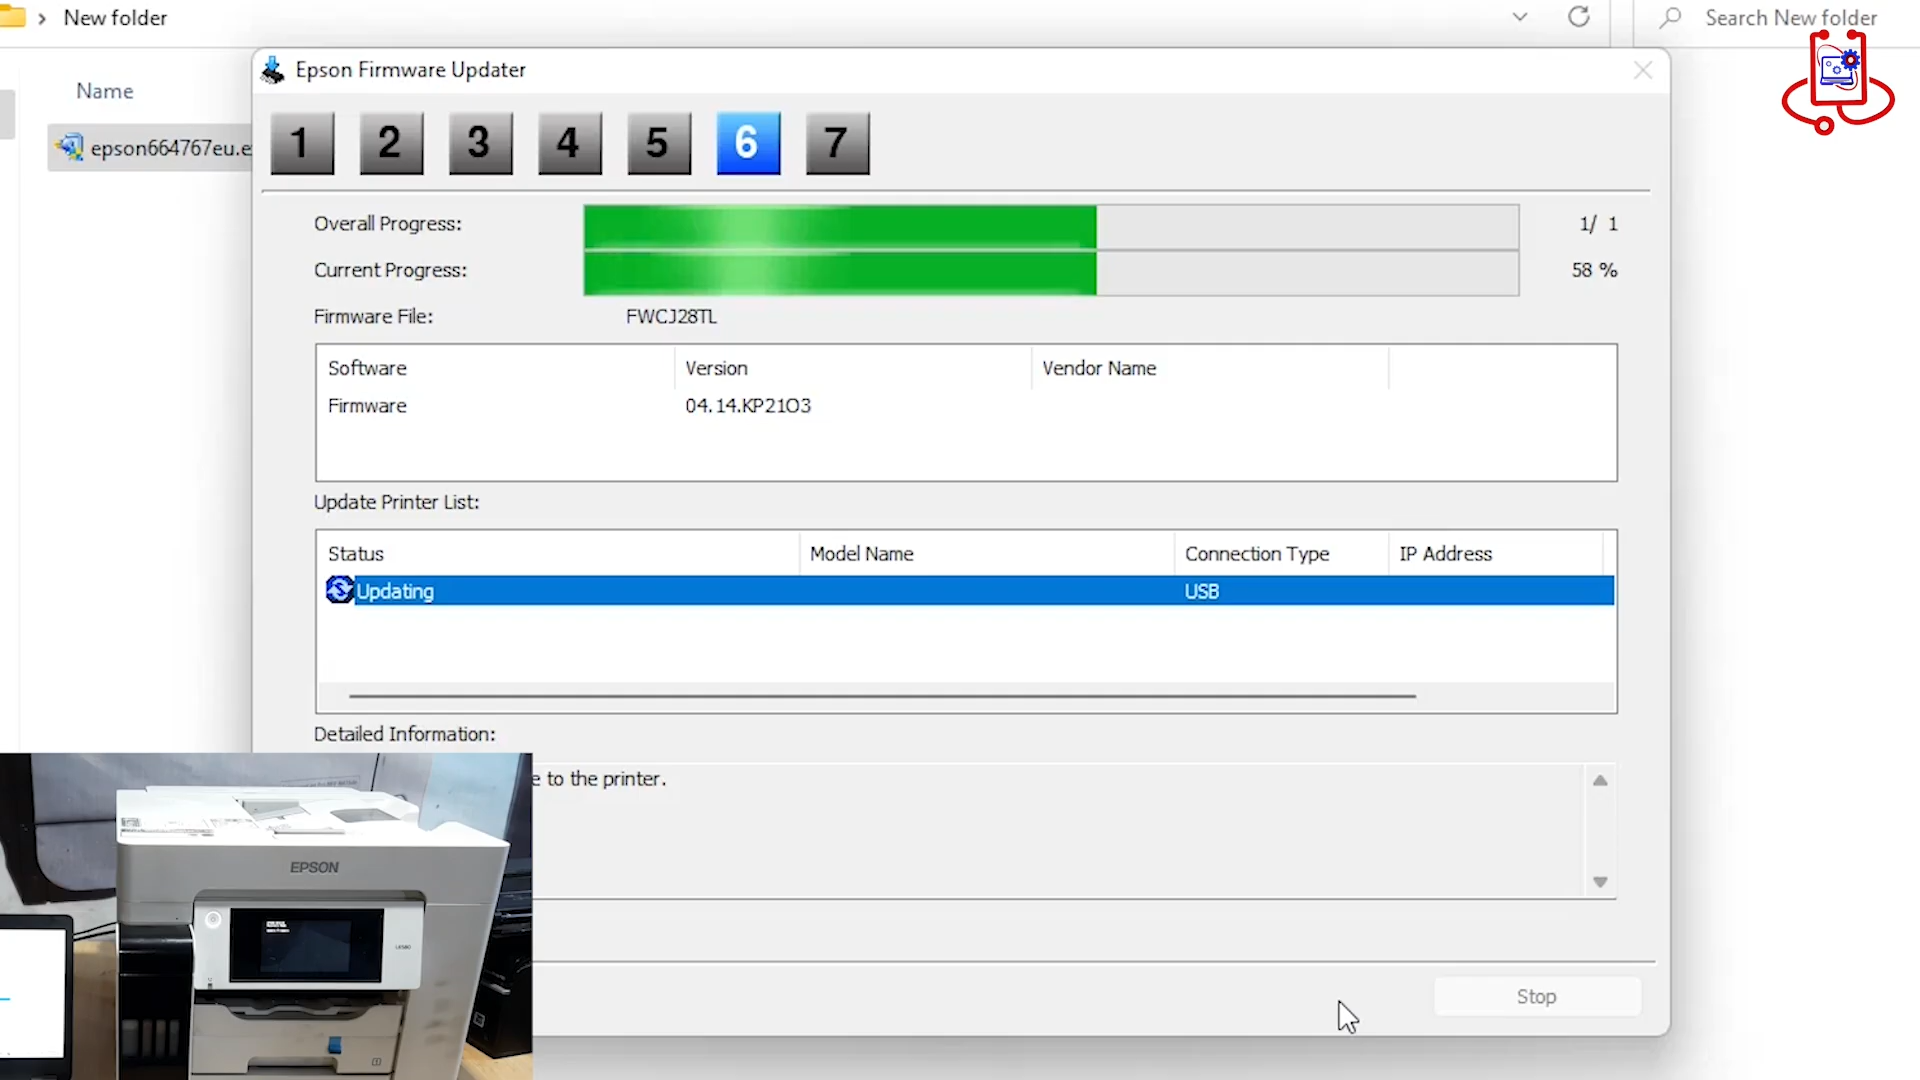 New folder
Search New folder
Name
epson664767eu.e
Epson Firmware Updater
1 2 3 4 5 6 7
Overall Progress: 1/ 1
Current Progress: 58 %
Firmware File: FWCJ28TL
Software Version Vendor Name
Firmware 04.14.KP21O3
Update Printer List:
Status Model Name Connection Type IP Address
Updating USB
Detailed Information:
e to the printer.
EPSON
Stop